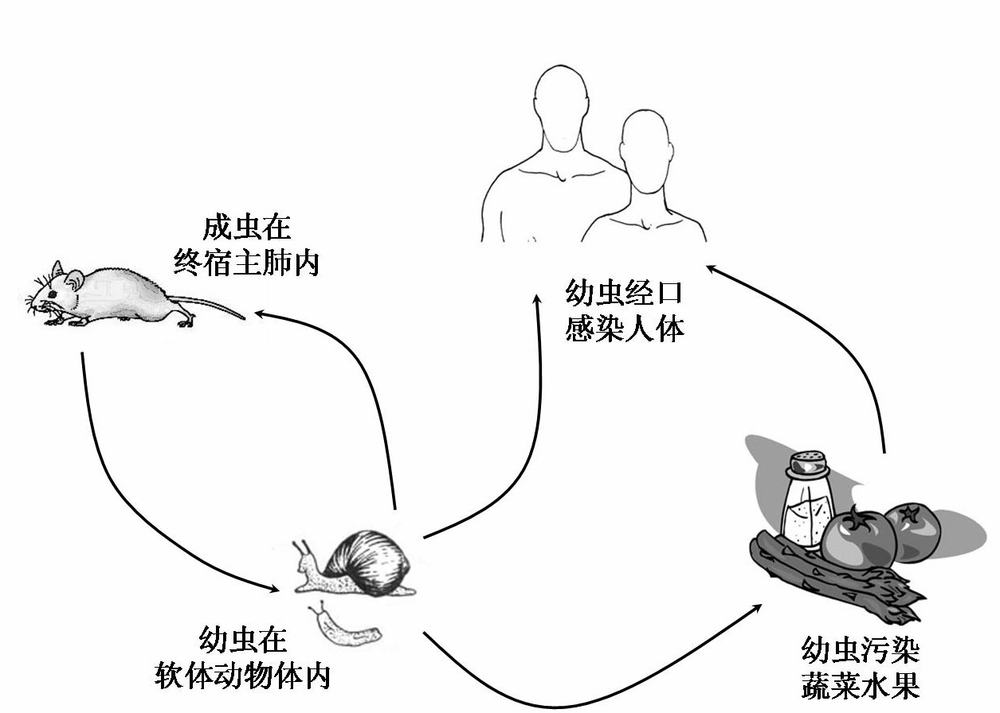 成虫在
终宿主肺内
幼虫经口
感染人体
幼虫在
软体动物体内
幼虫污染
蔬菜水果